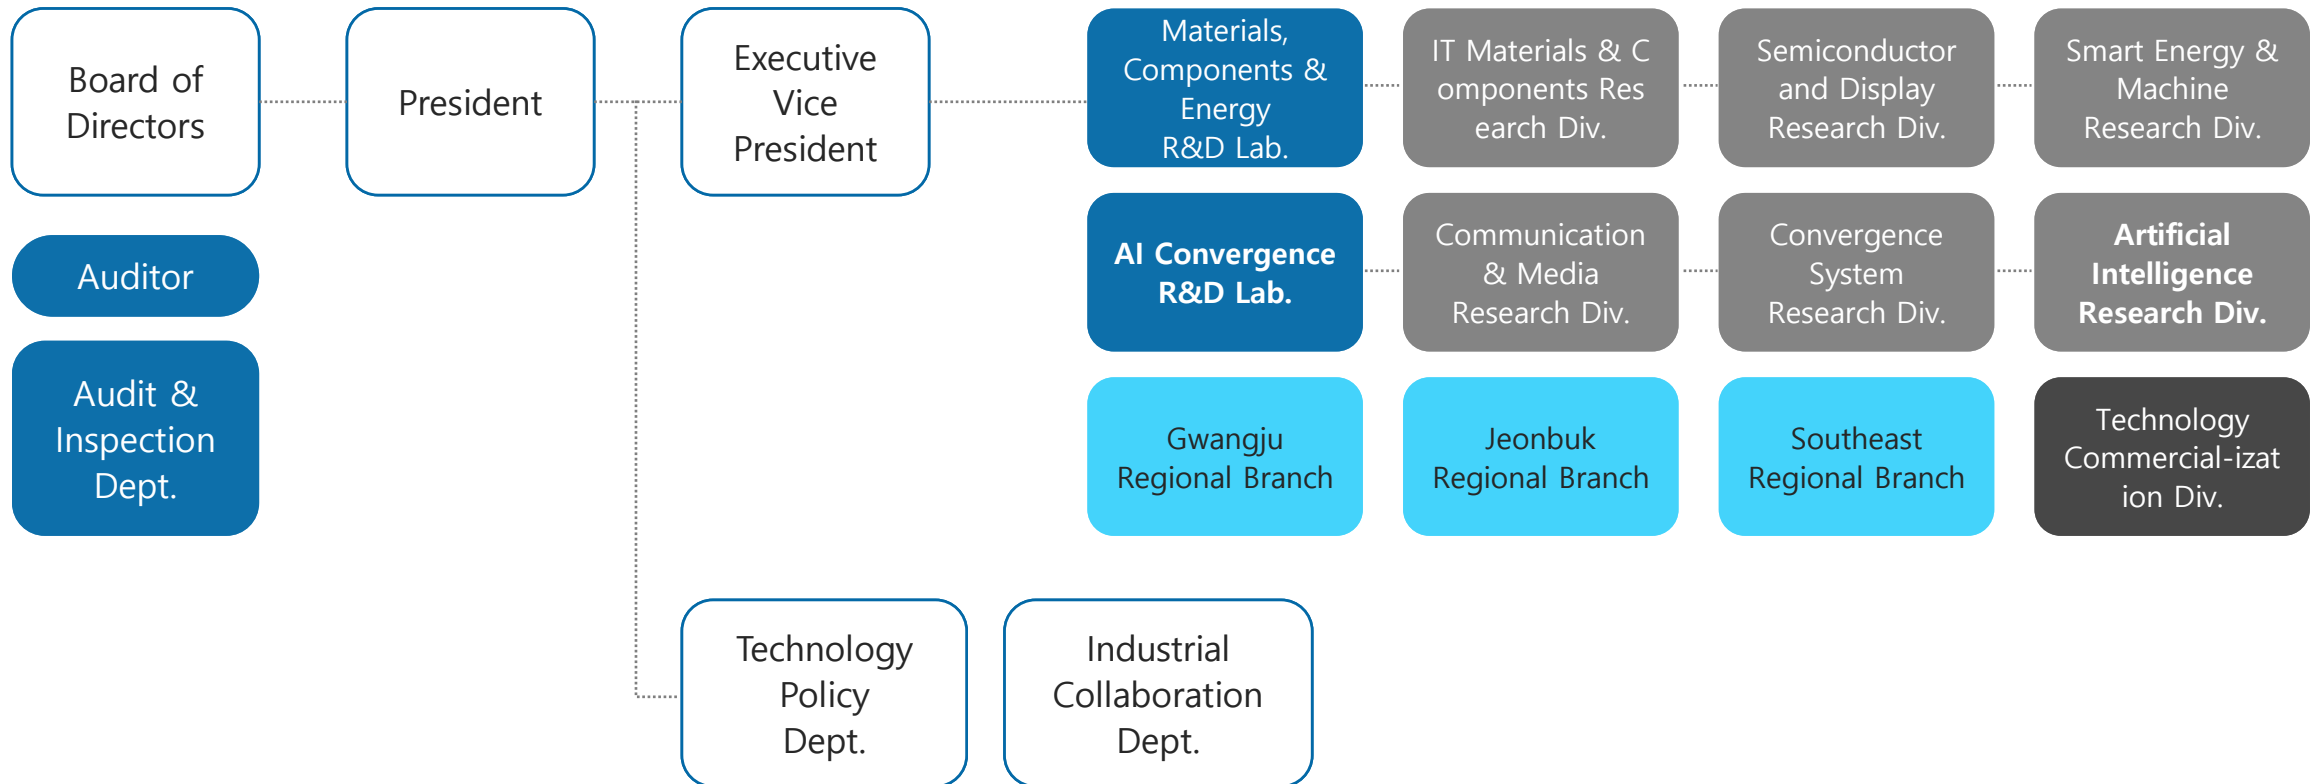 Board of
Directors
President
Executive
Vice
President
Materials,
Components &
Energy
R&D Lab.
IT Materials & C
omponents Res
earch Div.
Semiconductor
and Display
Research Div.
Smart Energy &
Machine
Research Div.
Auditor
AI Convergence
R&D Lab.
Communication
& Media
Research Div.
Convergence
System
Research Div.
Artificial
Intelligence
Research Div.
Audit &
Inspection
Dept.
Gwangju
Regional Branch
Jeonbuk
Regional Branch
Southeast
Regional Branch
Technology
Commercial-izat
ion Div.
Technology
Policy
Dept.
Industrial
Collaboration
Dept.